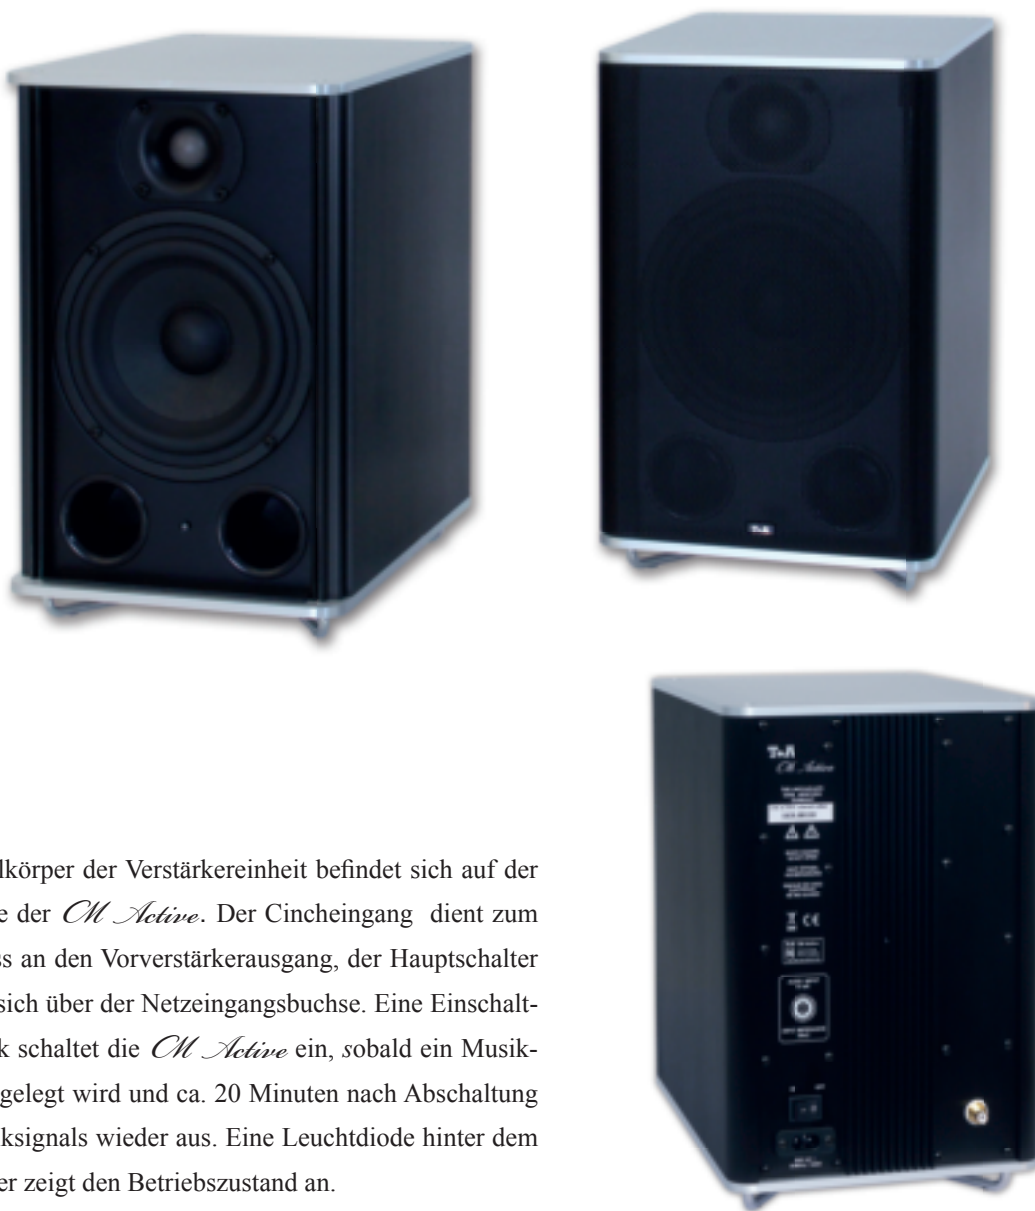 T+A
T+A
CM Active
lkörper der Verstärkereinheit befindet sich auf der
e der CM Active. Der Cincheingang dient zum
ss an den Vorverstärkerausgang, der Hauptschalter
sich über der Netzeingangsbuchse. Eine Einschalt-
k schaltet die CM Active ein, sobald ein Musik-
gelegt wird und ca. 20 Minuten nach Abschaltung
ksignals wieder aus. Eine Leuchtdiode hinter dem
er zeigt den Betriebszustand an.